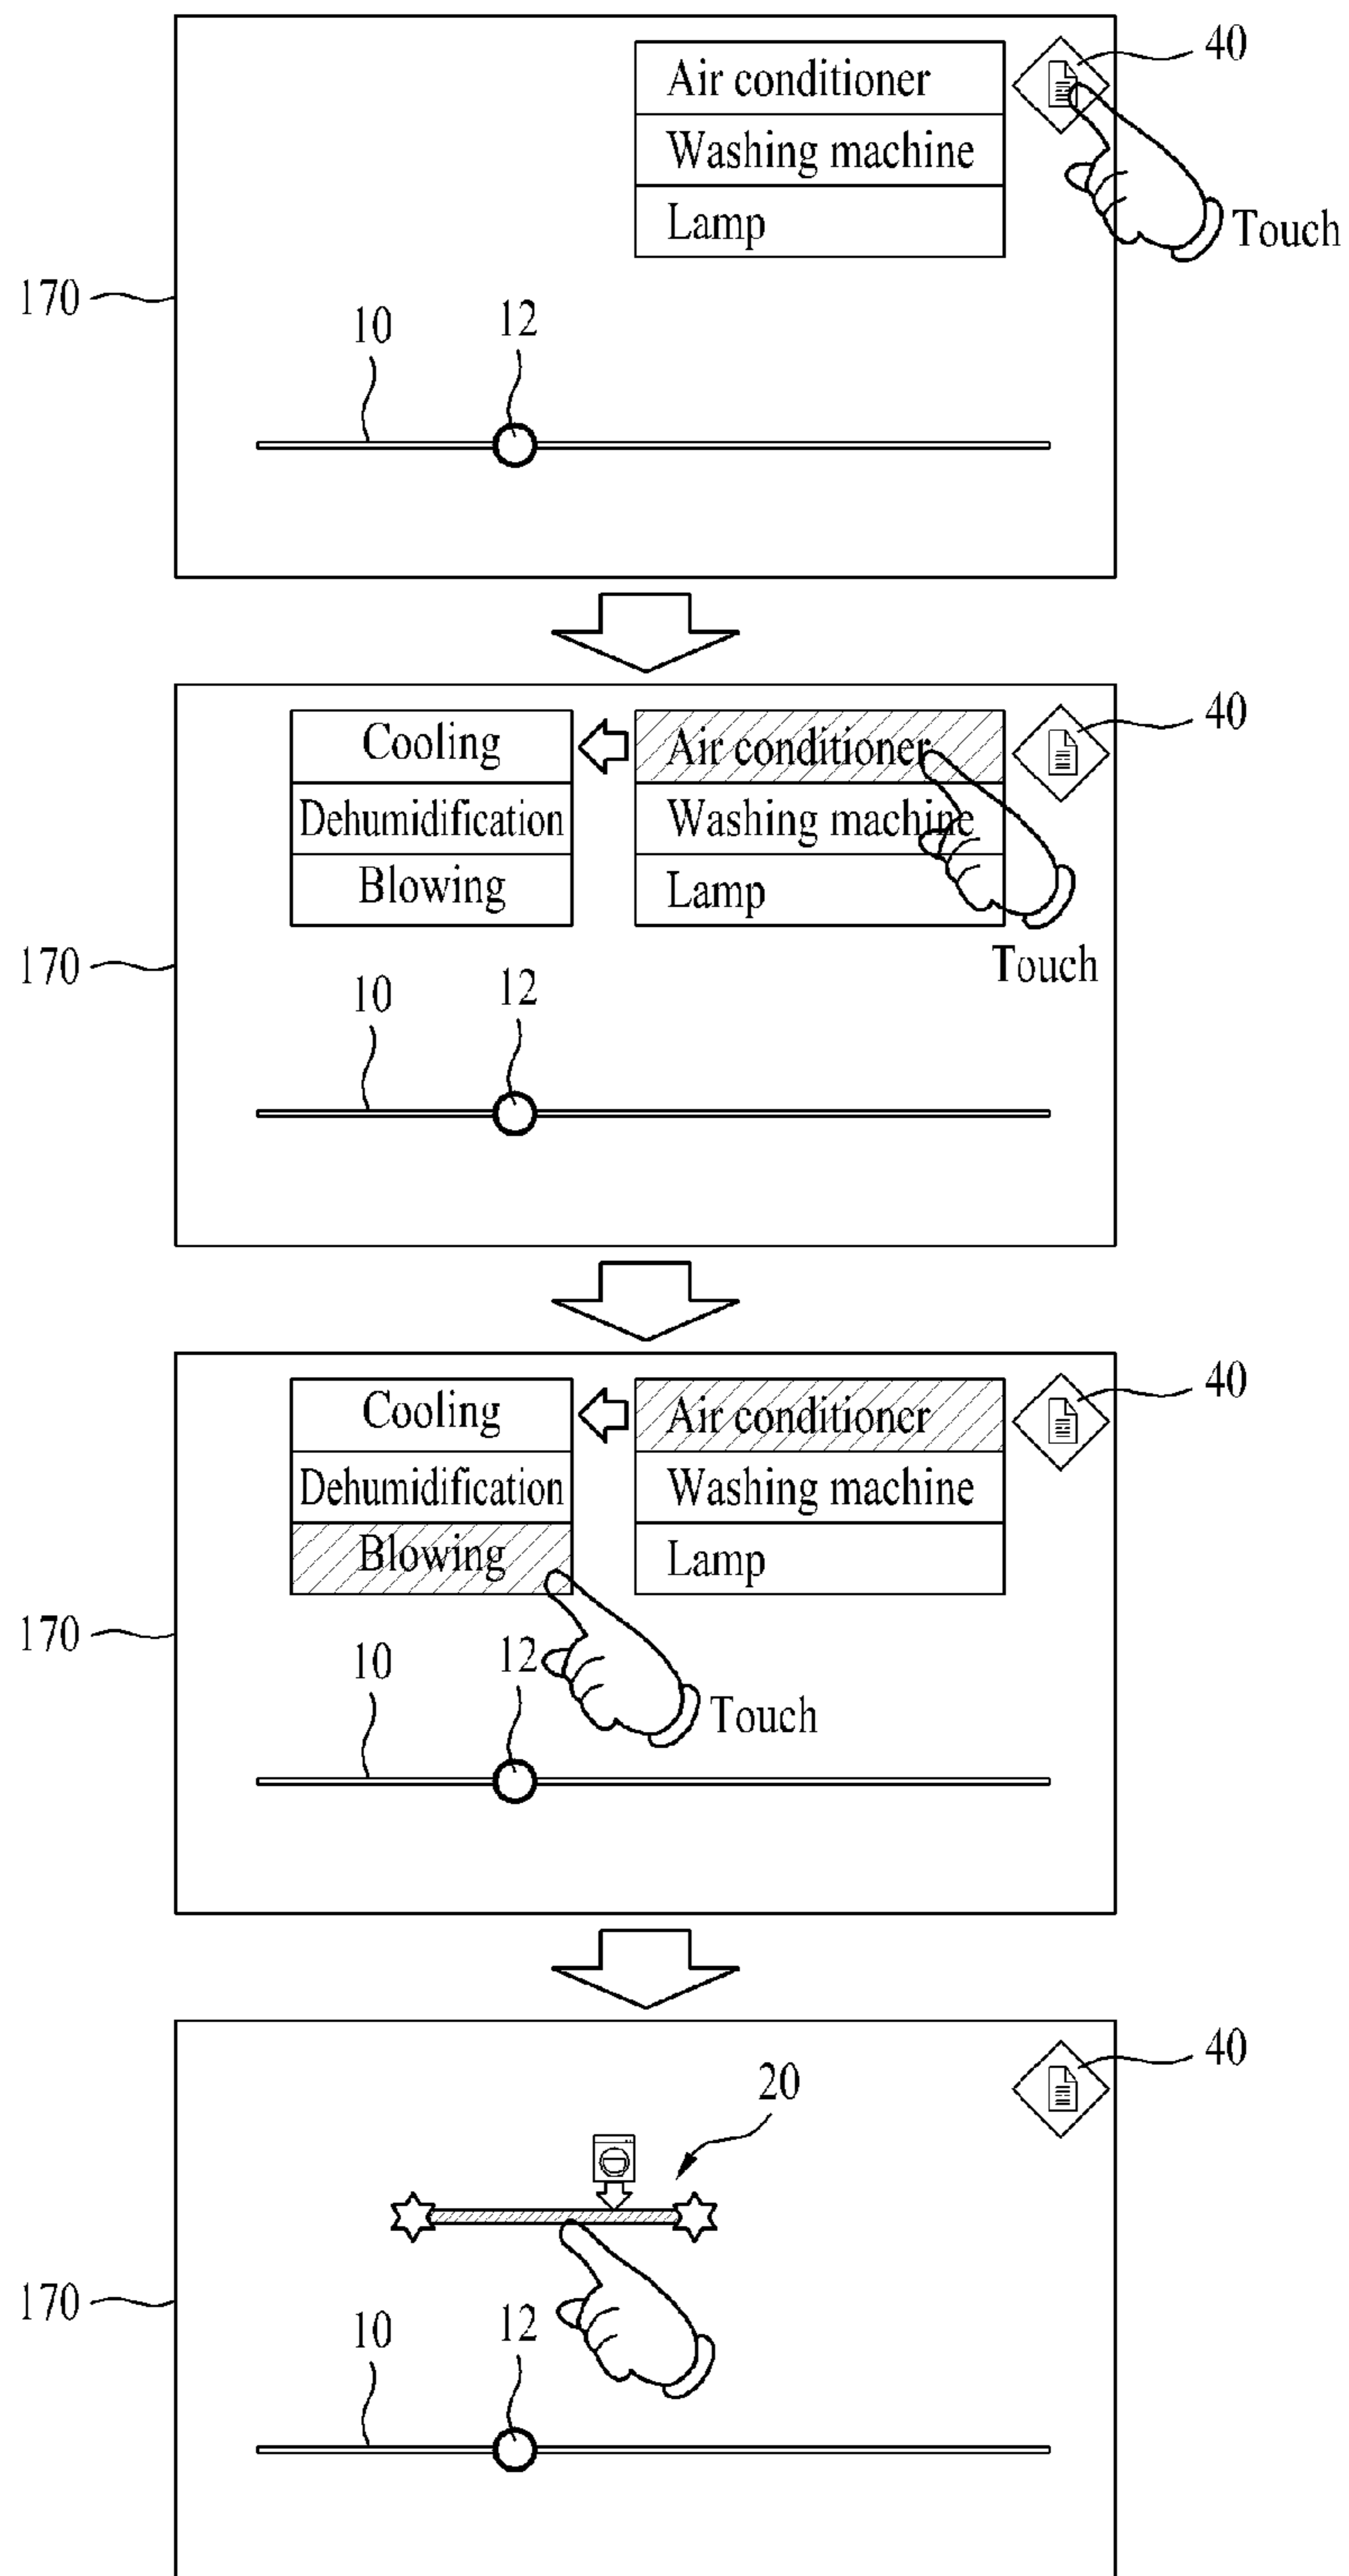 40
Air conditioner
Washing machine
Lamp
Touch
170
10
12
40
Cooling
Air conditioner
Dehumidification
Washing machine
Blowing
Lamp
Touch
170
10
12
40
Cooling
Air conditioner
Dehumidification
Washing machine
Blowing
Lamp
170
10
12
Touch
40
20
170
10
12